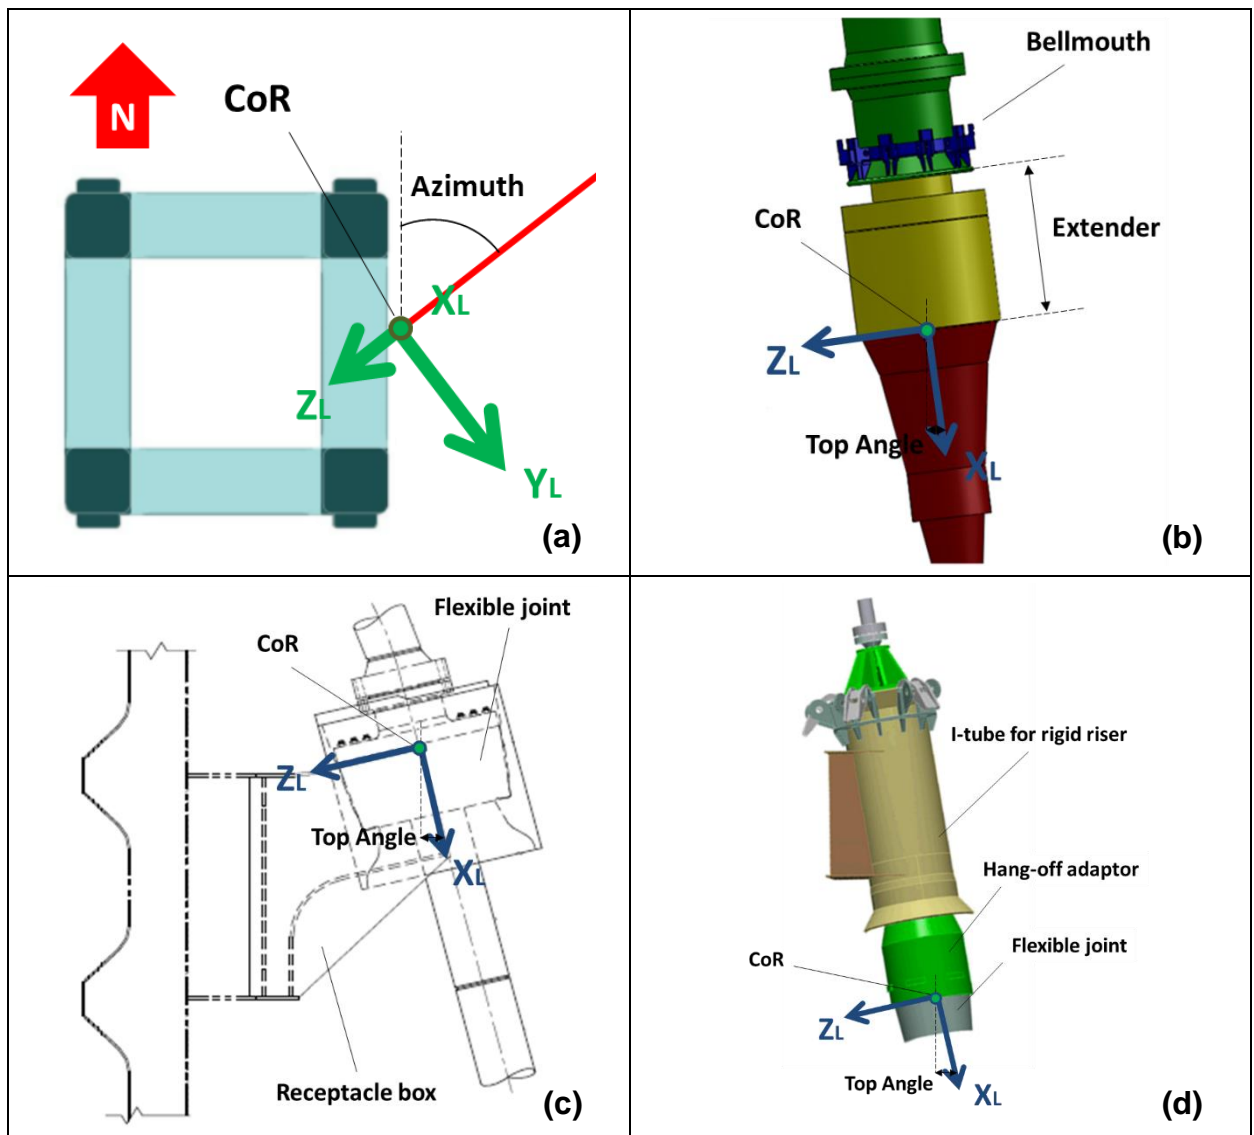 N
CoR
Azimuth
XL
ZL
YL
(a)
Bellmouth
CoR
Extender
ZL
Top Angle
XL
(b)
Flexible joint
CoR
ZL
Top Angle
XL
Receptacle box
(c)
I-tube for rigid riser
Hang-off adaptor
Flexible joint
CoR
ZL
Top Angle
XL
(d)